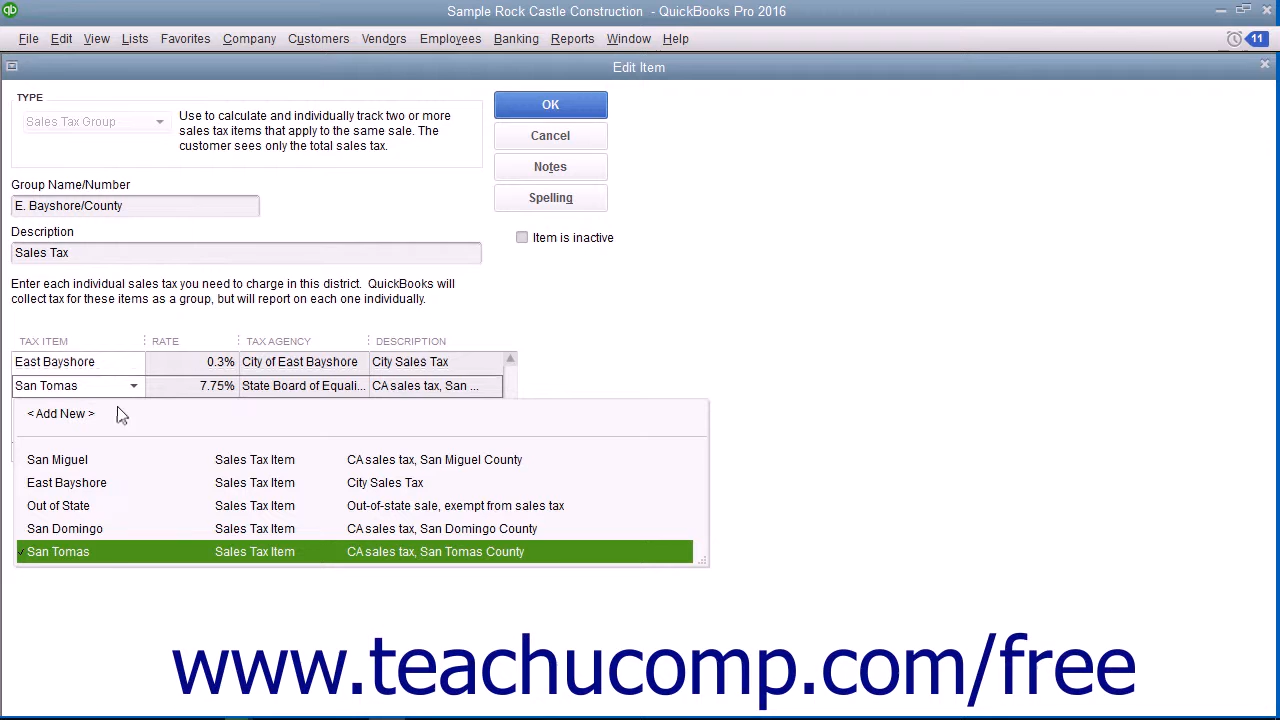 Sample Rock Castle Construction - QuickBooks Pro 2016
File Edit View Lists Favorites Company Customers Vendors Employees Banking Reports Window Help 11
Edit Item
TYPE
Sales Tax Group
Use to calculate and individually track two or more
sales tax items that apply to the same sale. The
customer sees only the total sales tax.
OK
Cancel
Notes
Spelling
Group Name/Number
E. Bayshore/County
Description
Sales Tax
Item is inactive
Enter each individual sales tax you need to charge in this district. QuickBooks will
collect tax for these items as a group, but will report on each one individually.
TAX ITEM RATE TAX AGENCY DESCRIPTION
East Bayshore 0.3% City of East Bayshore City Sales Tax
San Tomas 7.75% State Board of Equali... CA sales tax, San ...
< Add New >
San Miguel Sales Tax Item CA sales tax, San Miguel County
East Bayshore Sales Tax Item City Sales Tax
Out of State Sales Tax Item Out-of-state sale, exempt from sales tax
San Domingo Sales Tax Item CA sales tax, San Domingo County
San Tomas Sales Tax Item CA sales tax, San Tomas County
www.teachucomp.com/free